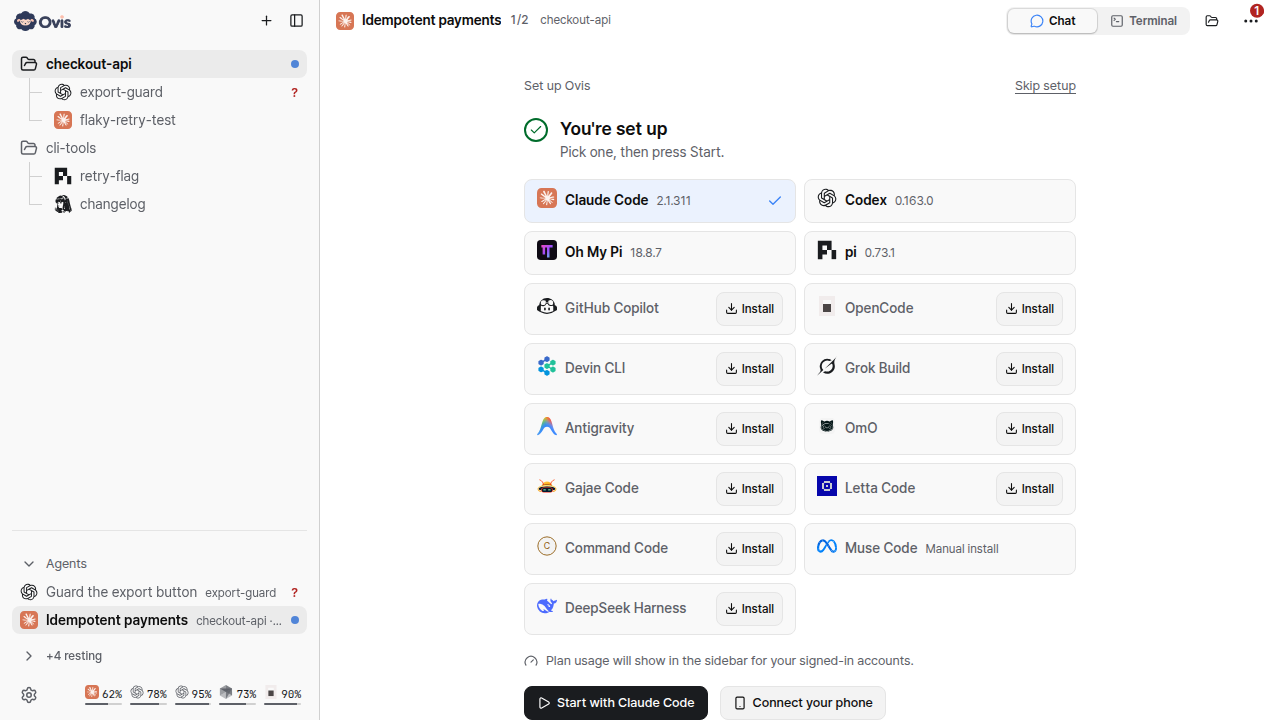 Ovis
checkout-api
export-guard ?
flaky-retry-test
cli-tools
retry-flag
changelog
Agents
Guard the export button export-guard ?
Idempotent payments checkout-api ·...
+4 resting
62% 78% 95% 73% 90%
Idempotent payments 1/2 checkout-api
Chat Terminal 1
Set up Ovis Skip setup
You're set up
Pick one, then press Start.
Claude Code 2.1.311
Codex 0.163.0
Oh My Pi 18.8.7
pi 0.73.1
GitHub Copilot Install
OpenCode Install
Devin CLI Install
Grok Build Install
Antigravity Install
OmO Install
Gajae Code Install
Letta Code Install
Command Code Install
Muse Code Manual install
DeepSeek Harness Install
Plan usage will show in the sidebar for your signed-in accounts.
Start with Claude Code Connect your phone